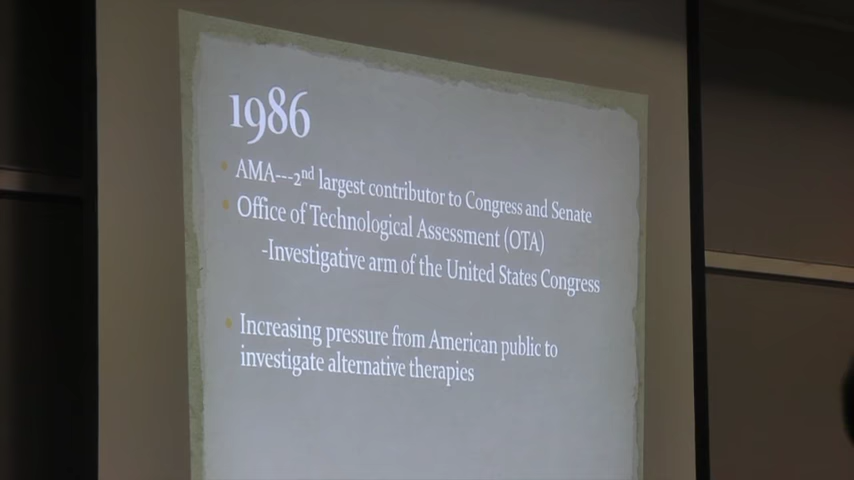 1986
AMA---2nd largest contributor to Congress and Senate
Office of Technological Assessment (OTA)
-Investigative arm of the United States Congress
Increasing pressure from American public to
investigate alternative therapies